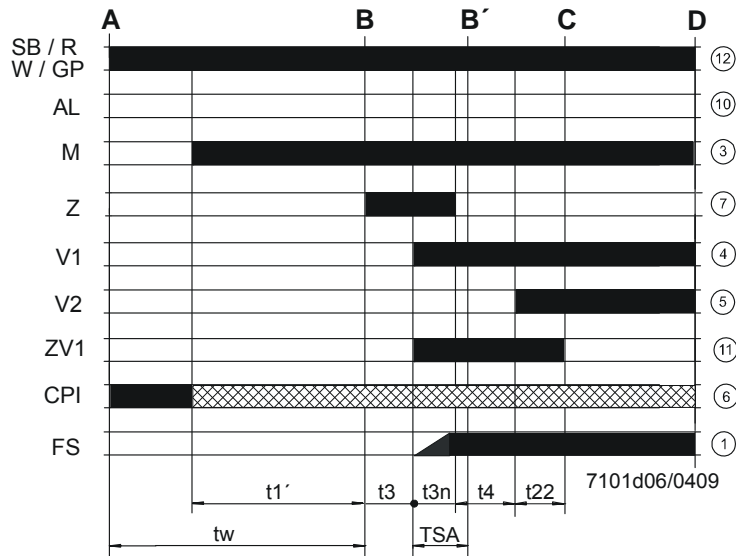 A B B´ C D
SB / R
W / GP 12
AL 10
M 3
Z 7
V1 4
V2 5
ZV1 11
CPI 6
FS 1
7101d06/0409
t1´ t3 t3n t4 t22
tw TSA